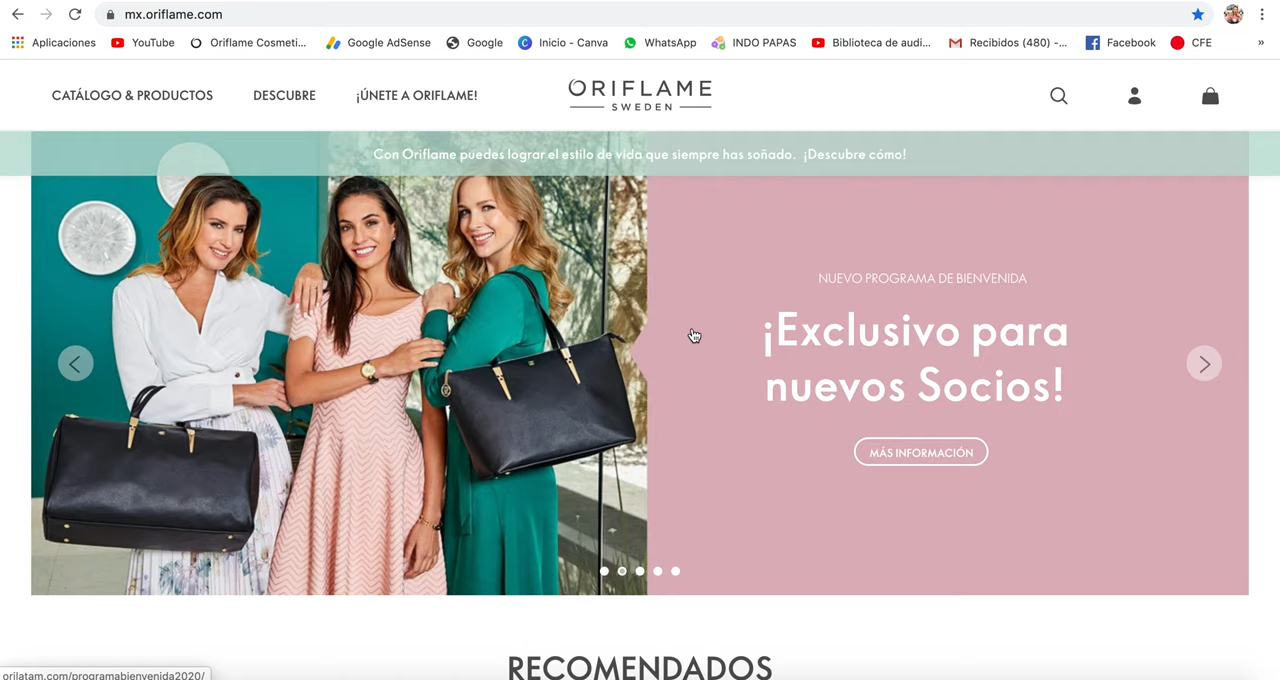 mx.oriflame.com
Aplicaciones YouTube Oriflame Cosmeti... Google AdSense Google Inicio - Canva WhatsApp INDO PAPAS Biblioteca de audi... Recibidos (480) -... Facebook CFE »
CATÁLOGO & PRODUCTOS DESCUBRE ¡ÚNETE A ORIFLAME!
ORIFLAME
SWEDEN
Con Oriflame puedes lograr el estilo de vida que siempre has soñado. ¡Descubre cómo!
NUEVO PROGRAMA DE BIENVENIDA
¡Exclusivo para
nuevos Socios!
MÁS INFORMACIÓN
RECOMENDADOS
orilatam.com/programabienvenida2020/